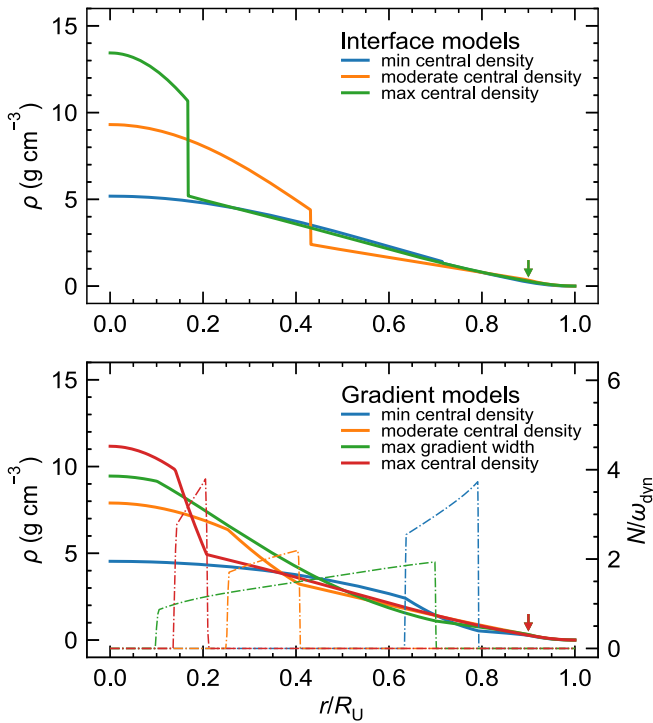 15
10
5
0
ρ (g cm⁻³)
Interface models
min central density
moderate central density
max central density
0.0 0.2 0.4 0.6 0.8 1.0
15
10
5
0
ρ (g cm⁻³)
Gradient models
min central density
moderate central density
max gradient width
max central density
6
4
2
0
N/ω_dyn
0.0 0.2 0.4 0.6 0.8 1.0
r/R_U